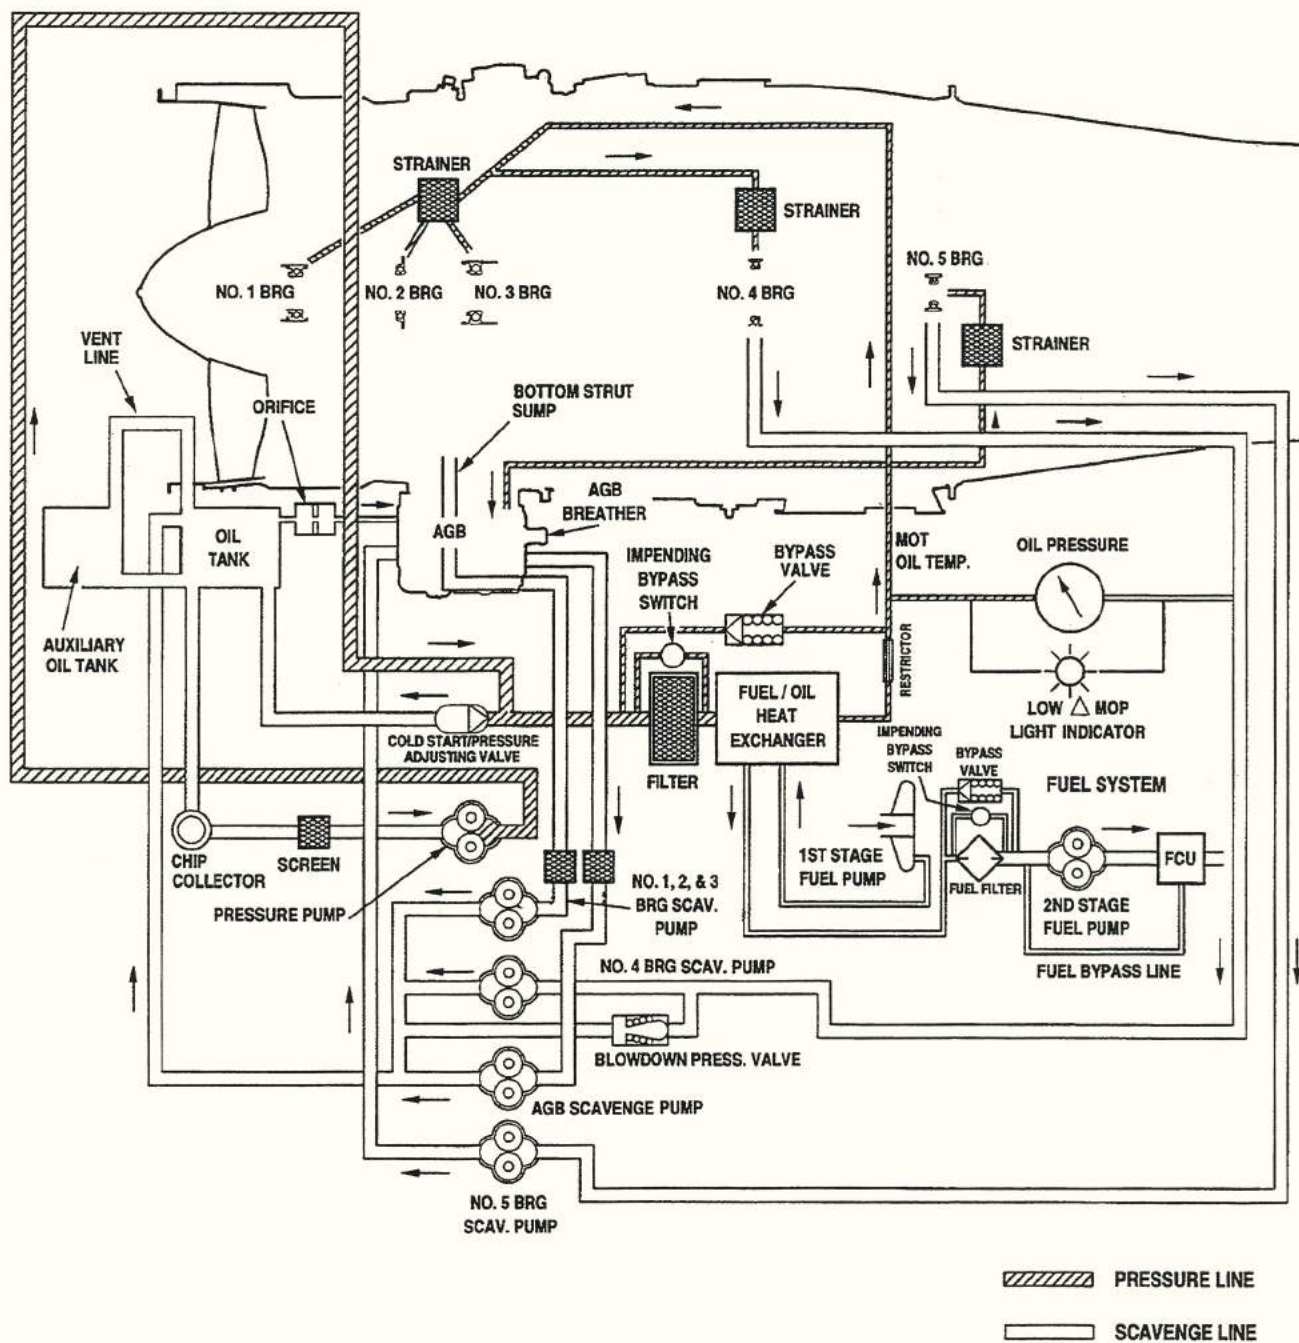 STRAINER
STRAINER
NO. 5 BRG
NO. 1 BRG
NO. 2 BRG
NO. 3 BRG
NO. 4 BRG
STRAINER
VENT
LINE
ORIFICE
BOTTOM STRUT
SUMP
AGB
BREATHER
AGB
OIL
TANK
IMPENDING
BYPASS
SWITCH
BYPASS
VALVE
MOT
OIL TEMP.
OIL PRESSURE
AUXILIARY
OIL TANK
RESTRICTOR
FUEL / OIL
HEAT
EXCHANGER
LOW △ MOP
LIGHT INDICATOR
COLD START/PRESSURE
ADJUSTING VALVE
FILTER
IMPENDING
BYPASS
SWITCH
BYPASS
VALVE
FUEL SYSTEM
CHIP
COLLECTOR
SCREEN
1ST STAGE
FUEL PUMP
FUEL FILTER
FCU
PRESSURE PUMP
NO. 1, 2, & 3
BRG SCAV.
PUMP
2ND STAGE
FUEL PUMP
NO. 4 BRG SCAV. PUMP
FUEL BYPASS LINE
BLOWDOWN PRESS. VALVE
AGB SCAVENGE PUMP
NO. 5 BRG
SCAV. PUMP
PRESSURE LINE
SCAVENGE LINE